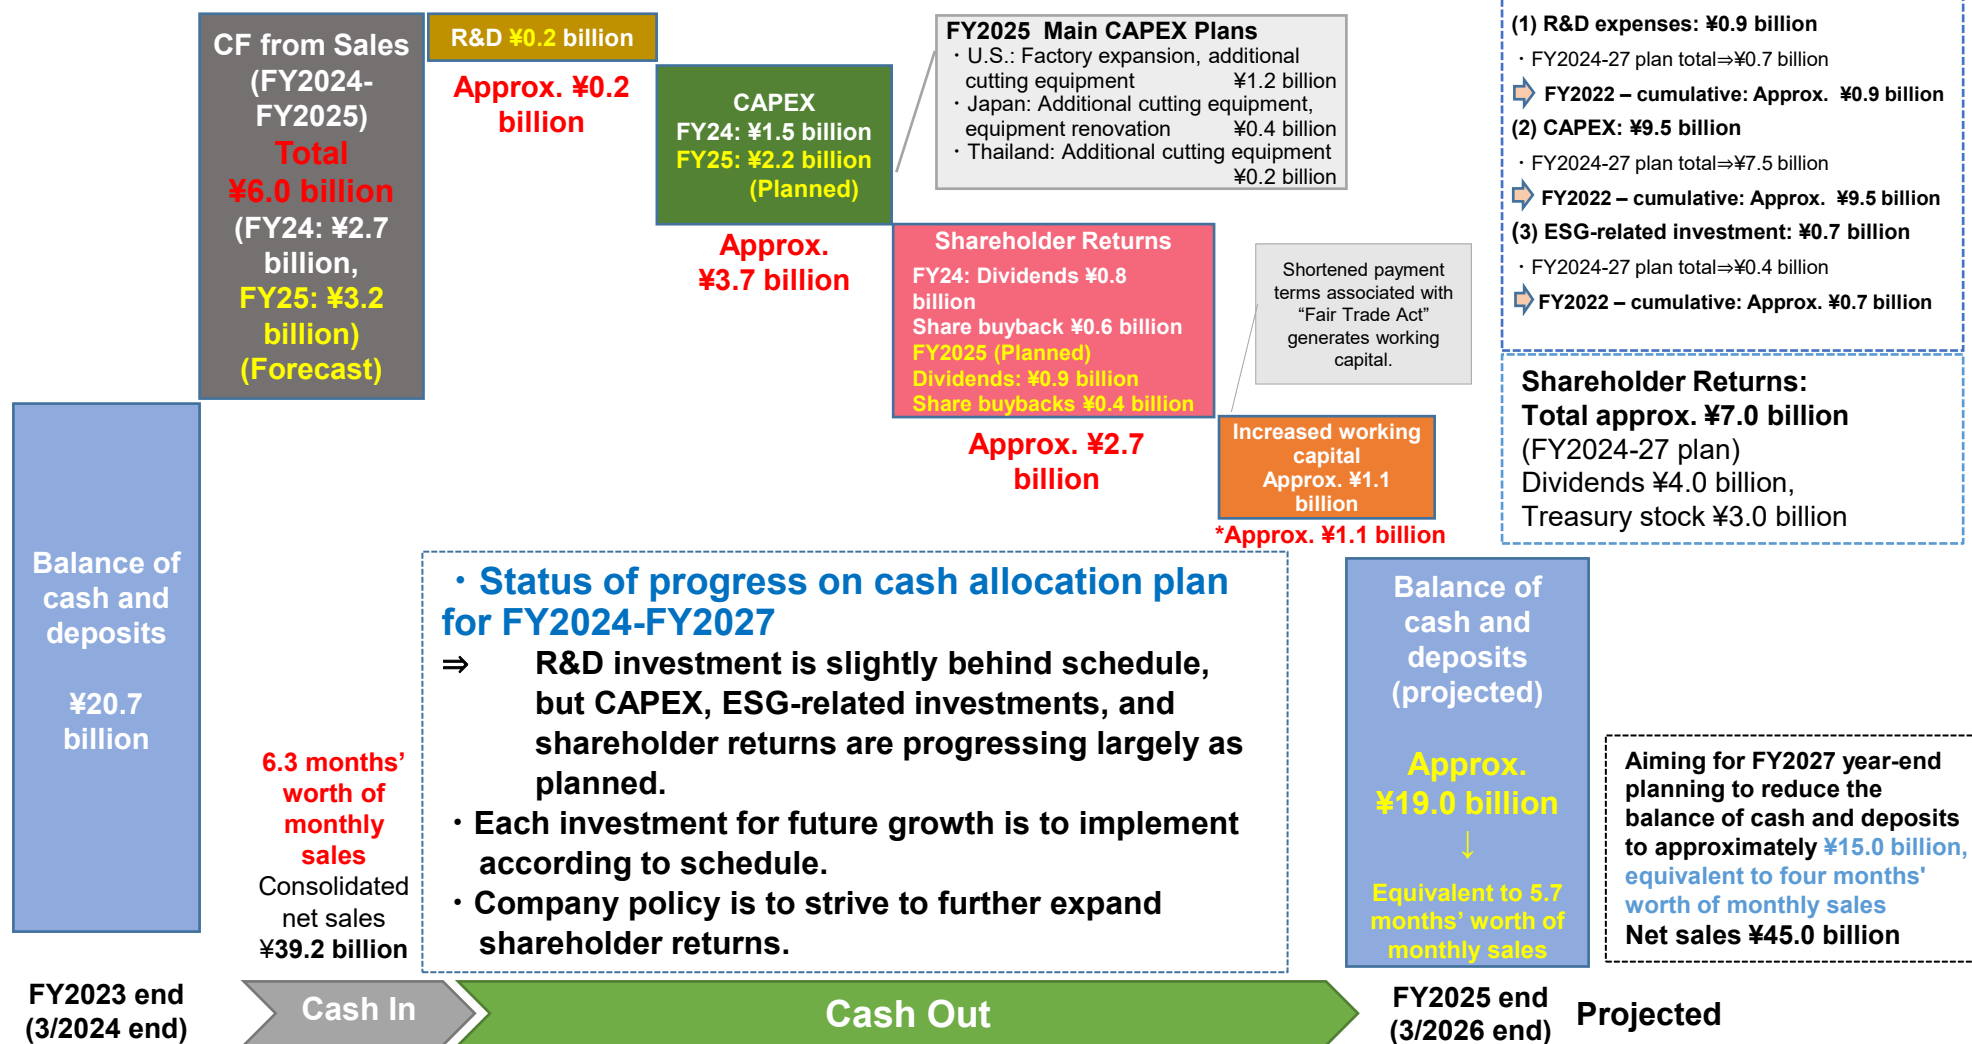 CF from Sales
(FY2024-
FY2025)
Total
¥6.0 billion
(FY24: ¥2.7
billion,
FY25: ¥3.2
billion)
(Forecast)
R&D ¥0.2 billion
Approx. ¥0.2
billion
CAPEX
FY24: ¥1.5 billion
FY25: ¥2.2 billion
(Planned)
Approx.
¥3.7 billion
FY2025  Main CAPEX Plans
・U.S.: Factory expansion, additional
cutting equipment ¥1.2 billion
・Japan: Additional cutting equipment,
equipment renovation ¥0.4 billion
・Thailand: Additional cutting equipment
¥0.2 billion
Shareholder Returns
FY24: Dividends ¥0.8
billion
Share buyback ¥0.6 billion
FY2025 (Planned)
Dividends: ¥0.9 billion
Share buybacks ¥0.4 billion
Approx. ¥2.7
billion
Shortened payment
terms associated with
“Fair Trade Act”
generates working
capital.
Increased working
capital
Approx. ¥1.1
billion
*Approx. ¥1.1 billion
(1) R&D expenses: ¥0.9 billion
・FY2024-27 plan total⇒¥0.7 billion
FY2022 – cumulative: Approx. ¥0.9 billion
(2) CAPEX: ¥9.5 billion
・FY2024-27 plan total⇒¥7.5 billion
FY2022 – cumulative: Approx. ¥9.5 billion
(3) ESG-related investment: ¥0.7 billion
・FY2024-27 plan total⇒¥0.4 billion
FY2022 – cumulative: Approx. ¥0.7 billion
Shareholder Returns:
Total approx. ¥7.0 billion
(FY2024-27 plan)
Dividends ¥4.0 billion,
Treasury stock ¥3.0 billion
Balance of
cash and
deposits
¥20.7
billion
6.3 months’
worth of
monthly
sales
Consolidated
net sales
¥39.2 billion
・Status of progress on cash allocation plan
for FY2024-FY2027
⇒ R&D investment is slightly behind schedule,
but CAPEX, ESG-related investments, and
shareholder returns are progressing largely as
planned.
・Each investment for future growth is to implement
according to schedule.
・Company policy is to strive to further expand
shareholder returns.
Balance of
cash and
deposits
(projected)
Approx.
¥19.0 billion
↓
Equivalent to 5.7
months’ worth of
monthly sales
Aiming for FY2027 year-end
planning to reduce the
balance of cash and deposits
to approximately ¥15.0 billion,
equivalent to four months'
worth of monthly sales
Net sales ¥45.0 billion
FY2023 end
(3/2024 end)
Cash In
Cash Out
FY2025 end
(3/2026 end)
Projected